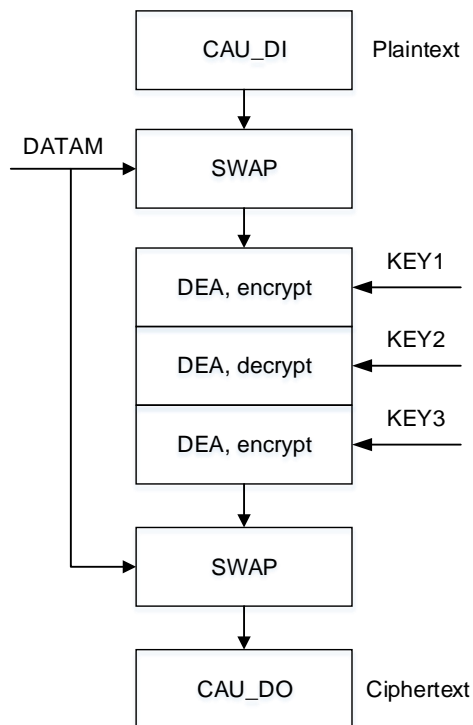 CAU_DI Plaintext
DATAM
SWAP
KEY1
DEA, encrypt
KEY2
DEA, decrypt
KEY3
DEA, encrypt
SWAP
CAU_DO Ciphertext